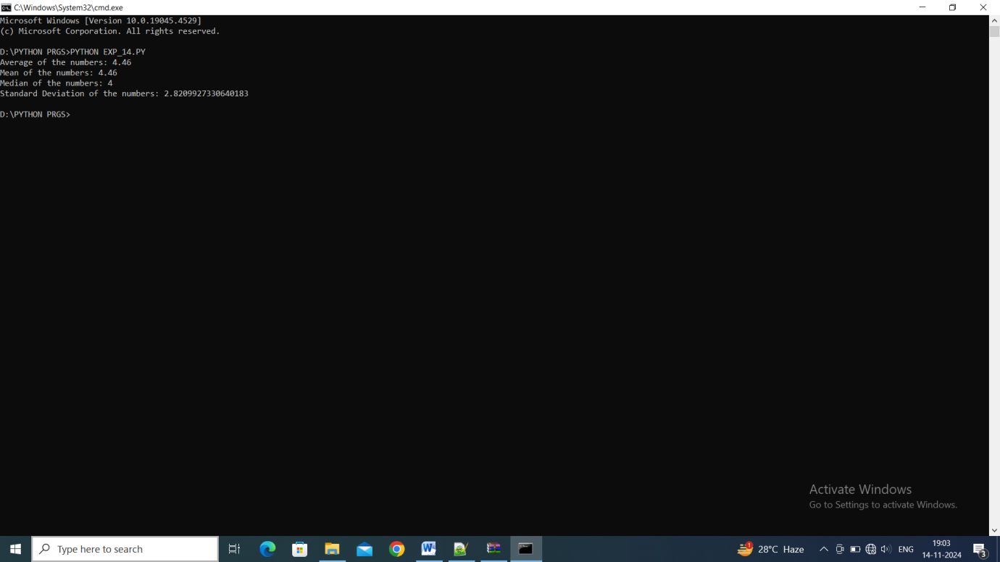 C:\Windows\System32\cmd.exe
Microsoft Windows [Version 10.0.19045.4529]
(c) Microsoft Corporation. All rights reserved.
D:\PYTHON PRGS>PYTHON EXP_14.PY
Average of the numbers: 4.46
Mean of the numbers: 4.46
Median of the numbers: 4
Standard Deviation of the numbers: 2.8209927330640183
D:\PYTHON PRGS>
Activate Windows
Go to Settings to activate Windows.
Type here to search
1
28°C Haze
ENG
19:03
14-11-2024
3